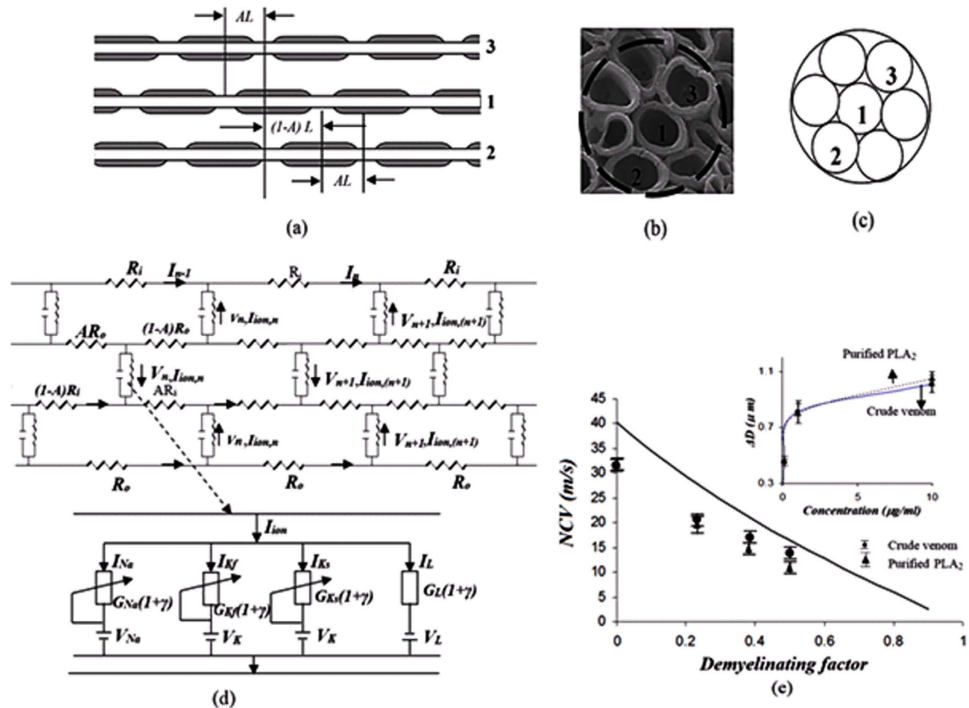 AL
3
1
(1-A) L
2
AL
(a)
3
1
2
(b)
3
1
2
(c)
Ri In-1 Ri In Ri
Vn,Iion,n Vn+1,Iion,(n+1)
ARo (1-A)Ro
Vn,Iion,n Vn+1,Iion,(n+1)
(1-A)Ri ARi
Vn,Iion,n Vn+1,Iion,(n+1)
Ro Ro Ro
Iion
INa IKf IKs IL
GNa(1+γ) GKf(1+γ) GKs(1+γ) GL(1+γ)
VNa VK VK VL
(d)
Purified PLA2
1.1
0.7
0.3
ΔD (μ m)
Crude venom
0 5 10
Concentration (μg/ml)
45
40
35
30
25
20
15
10
5
0
NCV (m/s)
Crude venom
Purified PLA2
0 0.2 0.4 0.6 0.8 1
Demyelinating factor
(e)